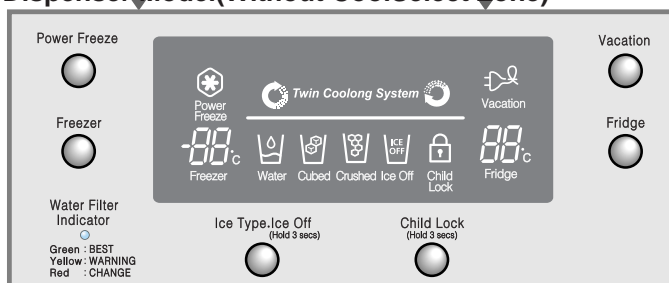 Power Freeze
Vacation
Power
Freeze
Twin Coolong System
Vacation
Freezer
Fridge
-88°C
88°C
ICE
OFF
Freezer
Water
Cubed
Crushed
Ice Off
Child
Lock
Fridge
Water Filter
Indicator
Green : BEST
Yellow : WARNING
Red : CHANGE
Ice Type.Ice Off
(Hold 3 secs)
Child Lock
(Hold 3 secs)